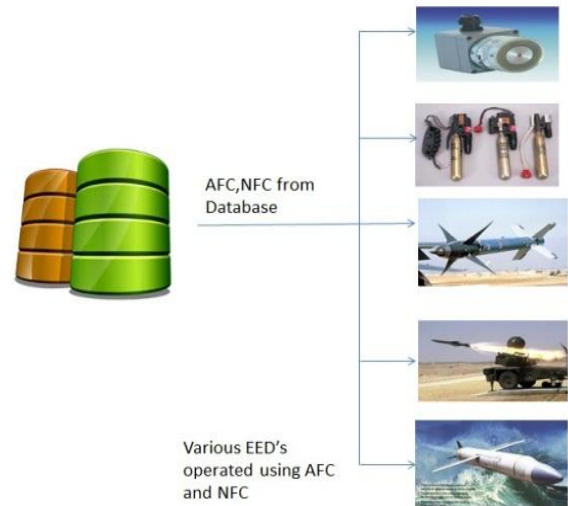 AFC,NFC from
Database
Various EED's
operated using AFC
and NFC